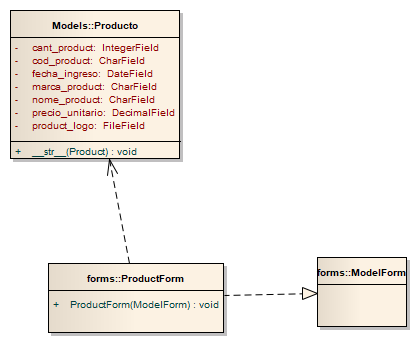 Models::Producto
- cant_product: IntegerField
- cod_product: CharField
- fecha_ingreso: DateField
- marca_product: CharField
- nome_product: CharField
- precio_unitario: DecimalField
- product_logo: FileField
+ __str__(Product) : void
forms::ProductForm
+ ProductForm(ModelForm) : void
forms::ModelForm